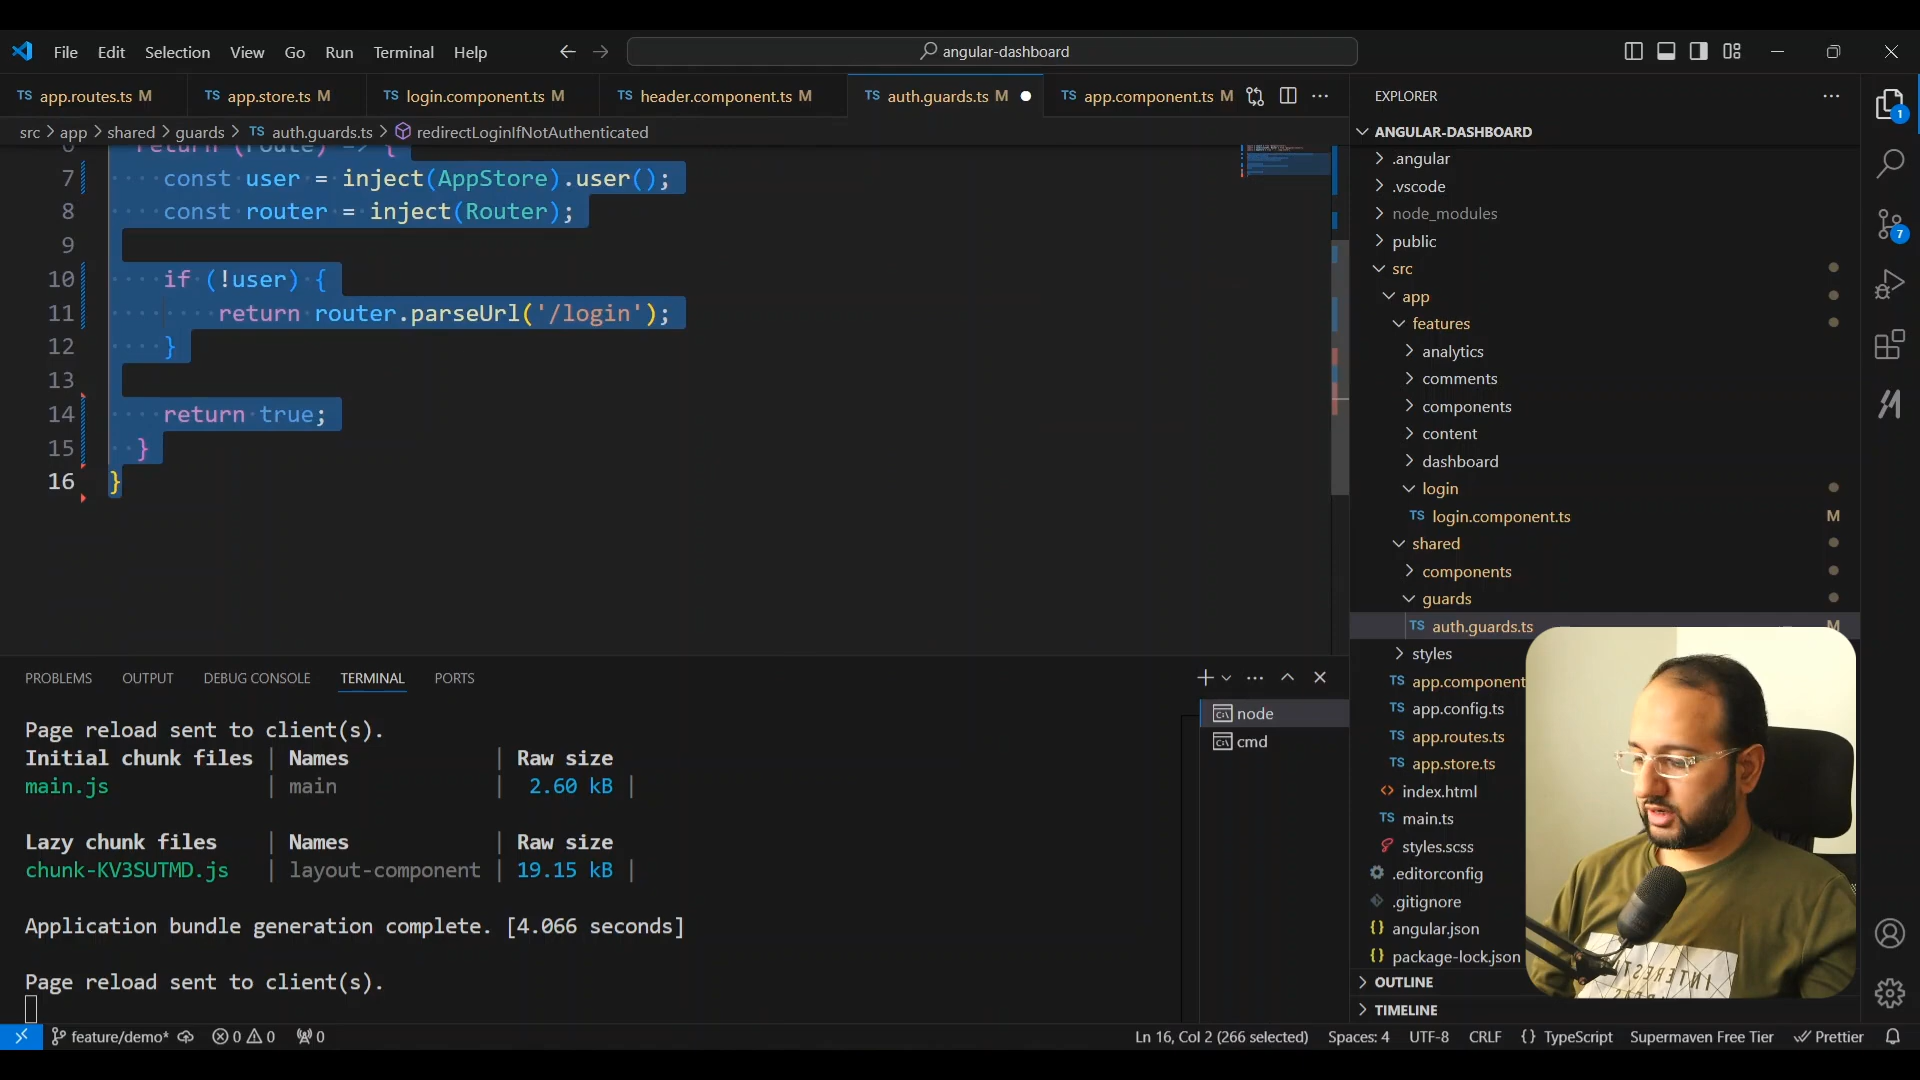 File Edit Selection View Go Run Terminal Help
angular-dashboard
TS app.routes.ts M
TS app.store.ts M
TS login.component.ts M
TS header.component.ts M
TS auth.guards.ts M
TS app.component.ts M
src > app > shared > guards > TS auth.guards.ts > redirectLoginIfNotAuthenticated
6 return (route) => {
7 const user = inject(AppStore).user();
8 const router = inject(Router);
9
10 if (!user) {
11 return router.parseUrl('/login');
12 }
13
14 return true;
15 }
16 }
PROBLEMS OUTPUT DEBUG CONSOLE TERMINAL PORTS
Page reload sent to client(s).
Initial chunk files | Names | Raw size
main.js | main | 2.60 kB |
Lazy chunk files | Names | Raw size
chunk-KV3SUTMD.js | layout-component | 19.15 kB |
Application bundle generation complete. [4.066 seconds]
Page reload sent to client(s).
node
cmd
EXPLORER
ANGULAR-DASHBOARD
.angular
.vscode
node_modules
public
src
app
features
analytics
comments
components
content
dashboard
login
TS login.component.ts M
shared
components
guards
TS auth.guards.ts M
styles
TS app.component
TS app.config.ts
TS app.routes.ts
TS app.store.ts
<> index.html
TS main.ts
styles.scss
.editorconfig
.gitignore
{} angular.json
{} package-lock.json
OUTLINE
TIMELINE
1
7
feature/demo* 0 0 0
Ln 16, Col 2 (266 selected) Spaces: 4 UTF-8 CRLF {} TypeScript Supermaven Free Tier Prettier